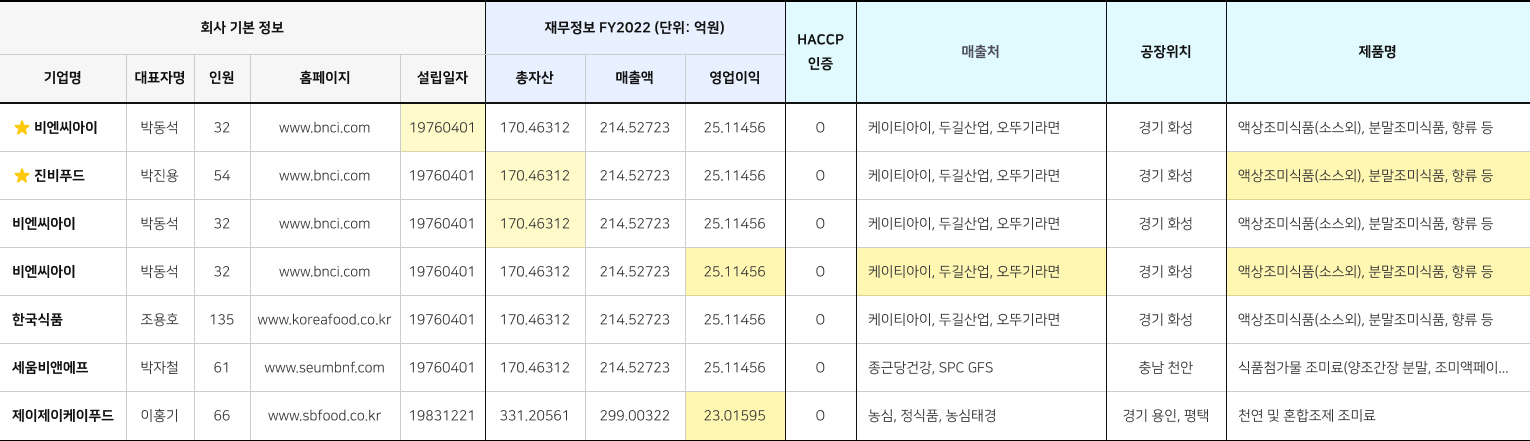 회사 기본 정보 재무정보 FY2022 (단위: 억원) HACCP 인증 매출처 공장위치 제품명
기업명 대표자명 인원 홈페이지 설립일자 총자산 매출액 영업이익
⭐ 비엔씨아이 박동석 32 www.bnci.com 19760401 170.46312 214.52723 25.11456 O 케이티아이, 두길산업, 오뚜기라면 경기 화성 액상조미식품(소스외), 분말조미식품, 향류 등
⭐ 진비푸드 박진용 54 www.bnci.com 19760401 170.46312 214.52723 25.11456 O 케이티아이, 두길산업, 오뚜기라면 경기 화성 액상조미식품(소스외), 분말조미식품, 향류 등
비엔씨아이 박동석 32 www.bnci.com 19760401 170.46312 214.52723 25.11456 O 케이티아이, 두길산업, 오뚜기라면 경기 화성 액상조미식품(소스외), 분말조미식품, 향류 등
비엔씨아이 박동석 32 www.bnci.com 19760401 170.46312 214.52723 25.11456 O 케이티아이, 두길산업, 오뚜기라면 경기 화성 액상조미식품(소스외), 분말조미식품, 향류 등
한국식품 조용호 135 www.koreafood.co.kr 19760401 170.46312 214.52723 25.11456 O 케이티아이, 두길산업, 오뚜기라면 경기 화성 액상조미식품(소스외), 분말조미식품, 향류 등
세움비앤에프 박자철 61 www.seumbnf.com 19760401 170.46312 214.52723 25.11456 O 종근당건강, SPC GFS 충남 천안 식품첨가물 조미료(양조간장 분말, 조미액페이...
제이제이케이푸드 이홍기 66 www.sbfood.co.kr 19831221 331.20561 299.00322 23.01595 O 농심, 정식품, 농심태경 경기 용인, 평택 천연 및 혼합조제 조미료